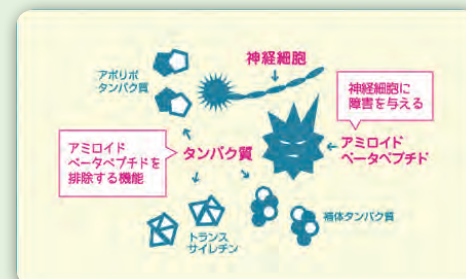 神経細胞
アポリポ
タンパク質
神経細胞に
障害を与える
アミロイド
ベータペプチドを
排除する機能
タンパク質
アミロイド
ベータペプチド
トランス
サイレチン
補体タンパク質